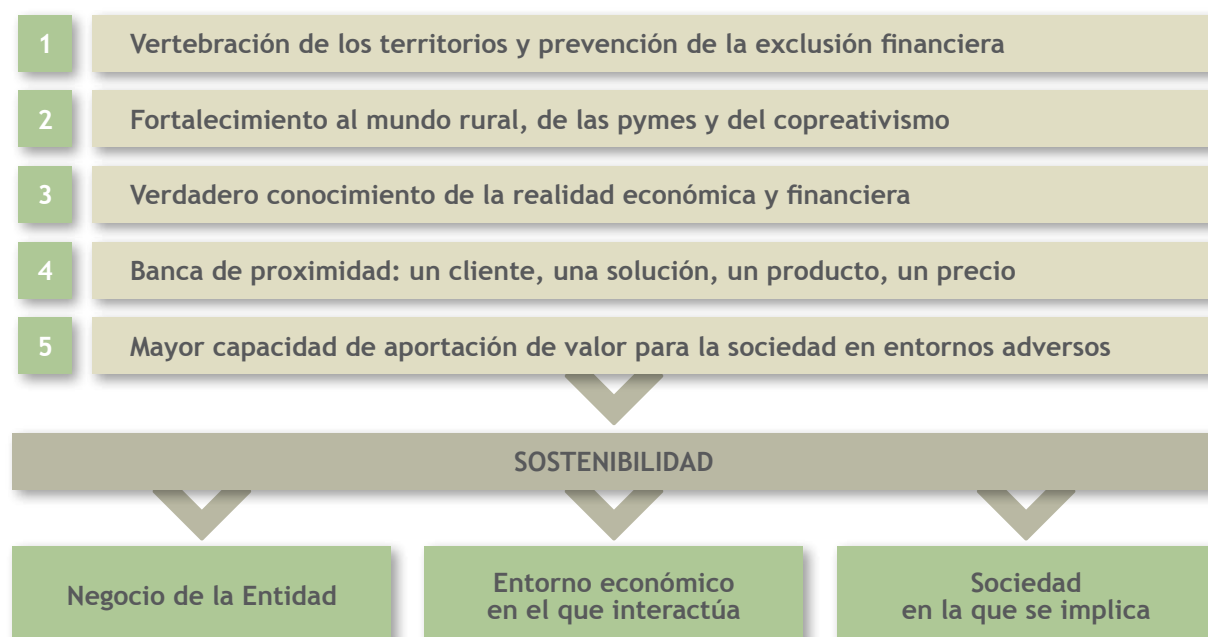 1 Vertebración de los territorios y prevención de la exclusión financiera
2 Fortalecimiento al mundo rural, de las pymes y del copreativismo
3 Verdadero conocimiento de la realidad económica y financiera
4 Banca de proximidad: un cliente, una solución, un producto, un precio
5 Mayor capacidad de aportación de valor para la sociedad en entornos adversos
SOSTENIBILIDAD
Negocio de la Entidad
Entorno económico
en el que interactúa
Sociedad
en la que se implica